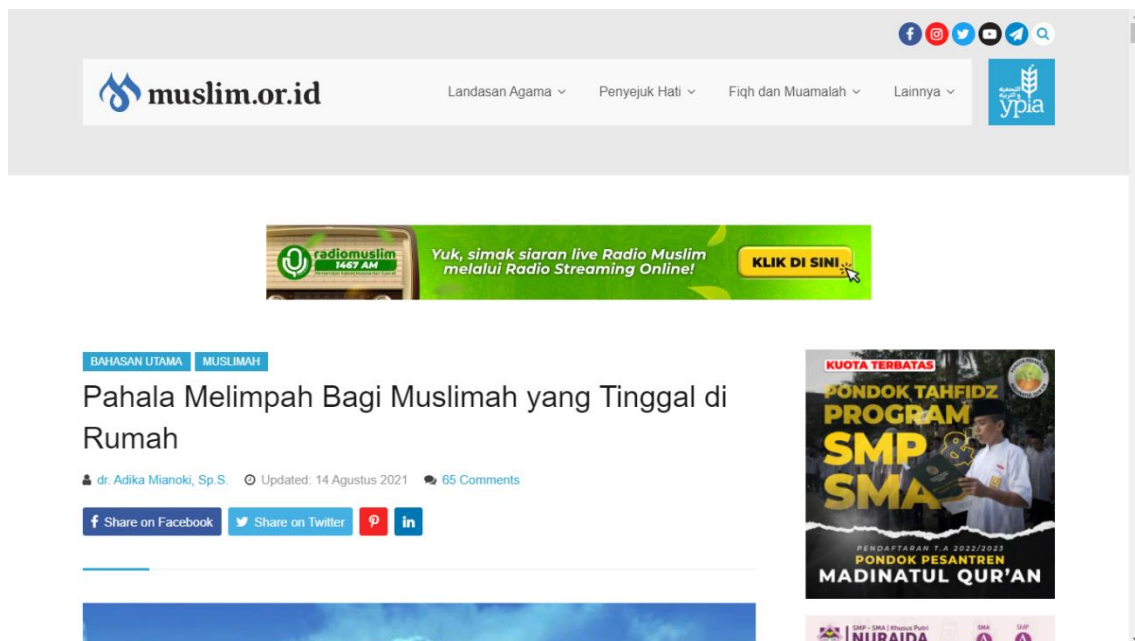 muslim.or.id
Landasan Agama
Penyejuk Hati
Fiqh dan Muamalah
Lainnya
ypia
radiomuslim
1467 AM
Yuk, simak siaran live Radio Muslim
melalui Radio Streaming Online!
KLIK DI SINI
BAHASAN UTAMA
MUSLIMAH
Pahala Melimpah Bagi Muslimah yang Tinggal di
Rumah
dr. Adika Mianoki, Sp.S.
Updated: 14 Agustus 2021
65 Comments
Share on Facebook
Share on Twitter
in
KUOTA TERBATAS
PONDOK TAHFIDZ
PROGRAM
SMP &
SMA
PENDAFTARAN T.A 2022/2023
PONDOK PESANTREN
MADINATUL QUR'AN
SMP - SMA | Khusus Putri
NURAIDA
SMA
SMP
A
A